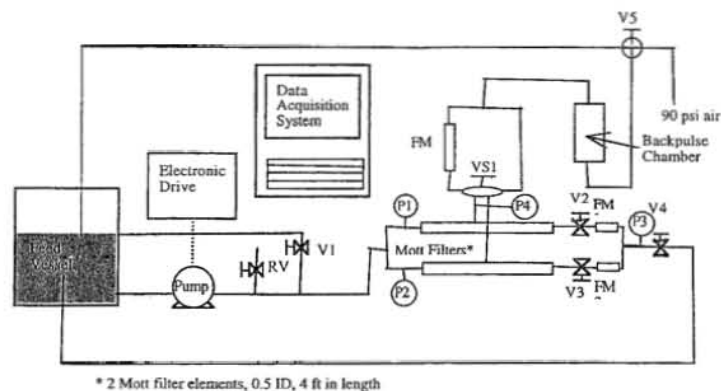 V5
Data
Acquisition
System
FM
90 psi air
Backpulse
Chamber
Electronic
Drive
VS1
P1
P4
V2
FM
P3
V4
Feed
Vessel
V1
Mott Filters*
RV
Pump
P2
V3
FM
* 2 Mott filter elements, 0.5 ID, 4 ft in length